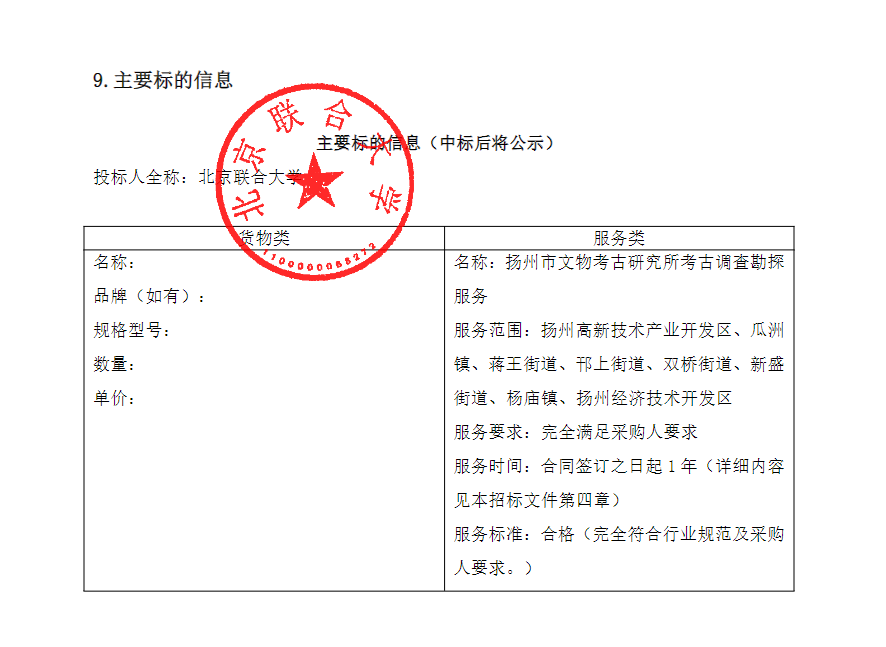 9.主要标的信息
主要标的信息（中标后将公示）
投标人全称：北京联合大学
北京联合大学
货物类
服务类
名称：
品牌（如有）：
规格型号：
数量：
单价：
名称：扬州市文物考古研究所考古调查勘探
服务
服务范围：扬州高新技术产业开发区、瓜洲
镇、蒋王街道、邗上街道、双桥街道、新盛
街道、杨庙镇、扬州经济技术开发区
服务要求：完全满足采购人要求
服务时间：合同签订之日起 1 年（详细内容
见本招标文件第四章）
服务标准：合格（完全符合行业规范及采购
人要求。）